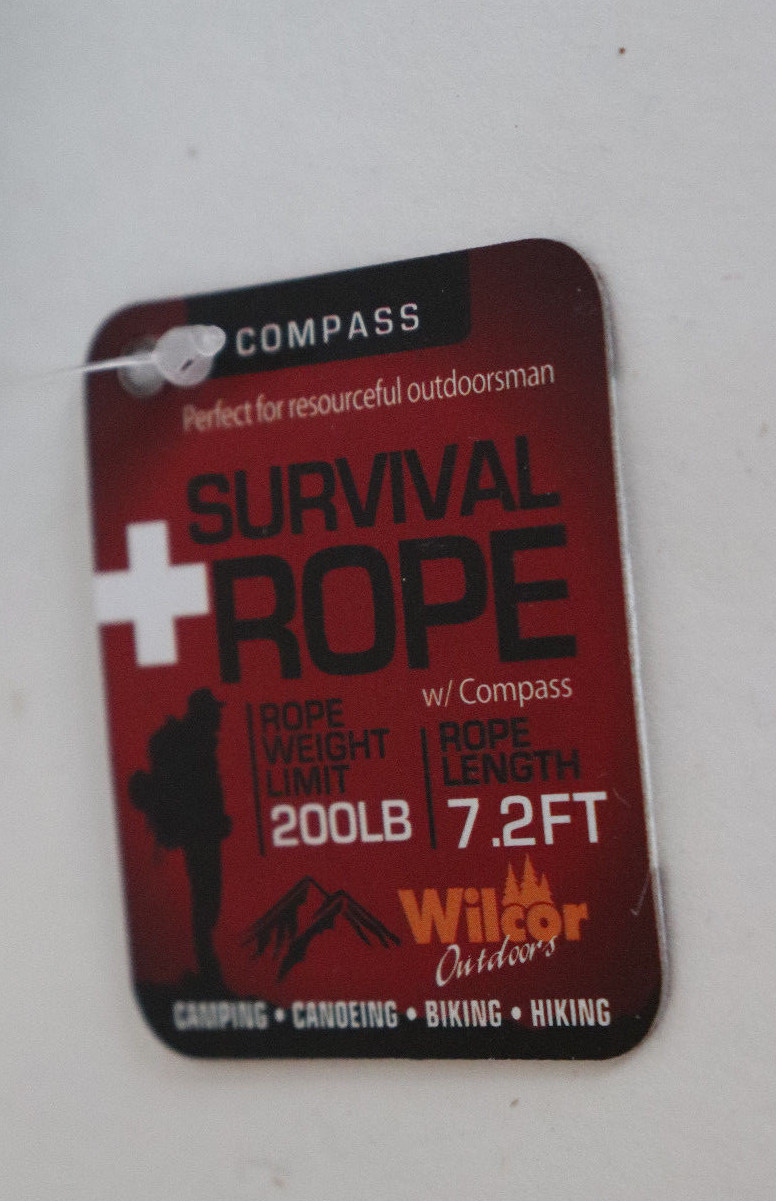 COMPASS
Perfect for resourceful outdoorsman
SURVIVAL
ROPE
w/ Compass
ROPE
WEIGHT
LIMIT
200LB
ROPE
LENGTH
7.2FT
Wilcor
Outdoors
CAMPING • CANOEING • BIKING • HIKING